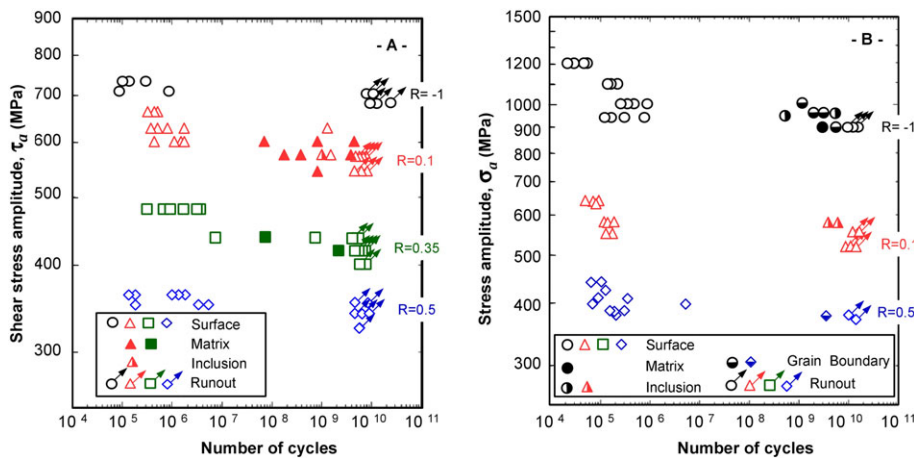 - A -
Shear stress amplitude, τa (MPa)
900
800
700
600
500
400
300
R= -1
R=0.1
R=0.35
R=0.5
Surface
Matrix
Inclusion
Runout
10^4 10^5 10^6 10^7 10^8 10^9 10^10 10^11
Number of cycles
- B -
Stress amplitude, σa (MPa)
1500
1200
1000
900
800
700
600
500
400
300
R= -1
R=0.1
R=0.5
Surface
Matrix
Inclusion
Grain Boundary
Runout
10^4 10^5 10^6 10^7 10^8 10^9 10^10 10^11
Number of cycles